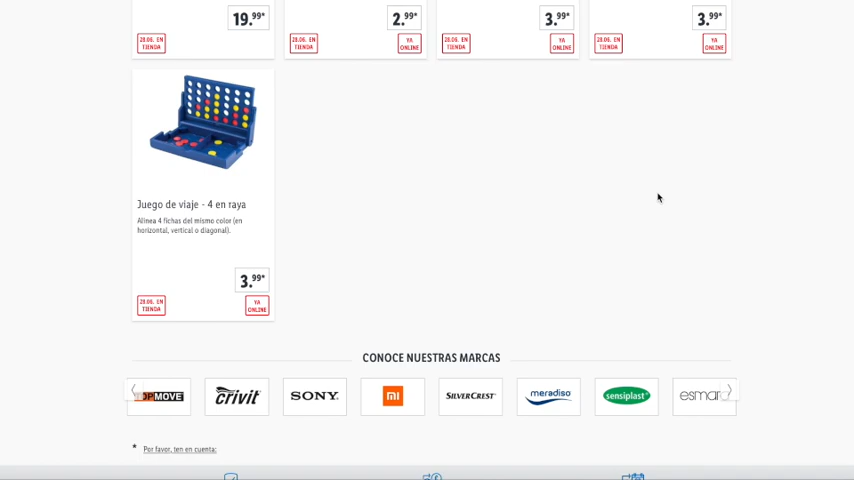 19.99* 2.99* 3.99* 3.99*
28.06. EN TIENDA
28.06. EN TIENDA
YA ONLINE
28.06. EN TIENDA
YA ONLINE
28.06. EN TIENDA
YA ONLINE
Juego de viaje - 4 en raya
Alinea 4 fichas del mismo color (en
horizontal, vertical o diagonal).
3.99*
28.06. EN TIENDA
YA ONLINE
CONOCE NUESTRAS MARCAS
crivit SONY mi SILVERCREST meradiso sensiplast
* Por favor, ten en cuenta: